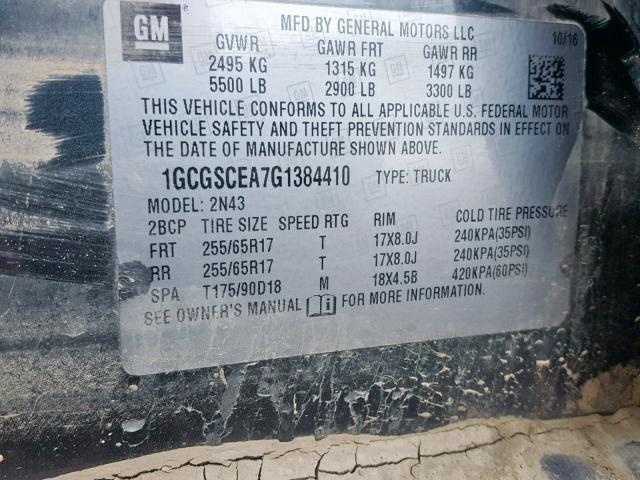 GM
MFD BY GENERAL MOTORS LLC
10/16
GVWR GAWR FRT GAWR RR
2495 KG 1315 KG 1497 KG
5500 LB 2900 LB 3300 LB
THIS VEHICLE CONFORMS TO ALL APPLICABLE U.S. FEDERAL MOTOR
VEHICLE SAFETY AND THEFT PREVENTION STANDARDS IN EFFECT ON
THE DATE OF MANUFACTURE SHOWN ABOVE.
1GCGSCEA7G1384410 TYPE: TRUCK
MODEL: 2N43
2BCP TIRE SIZE SPEED RTG RIM COLD TIRE PRESSURE
FRT 255/65R17 T 17X8.0J 240KPA(35PSI)
RR 255/65R17 T 17X8.0J 240KPA(35PSI)
SPA T175/90D18 M 18X4.5B 420KPA(60PSI)
SEE OWNER'S MANUAL FOR MORE INFORMATION.